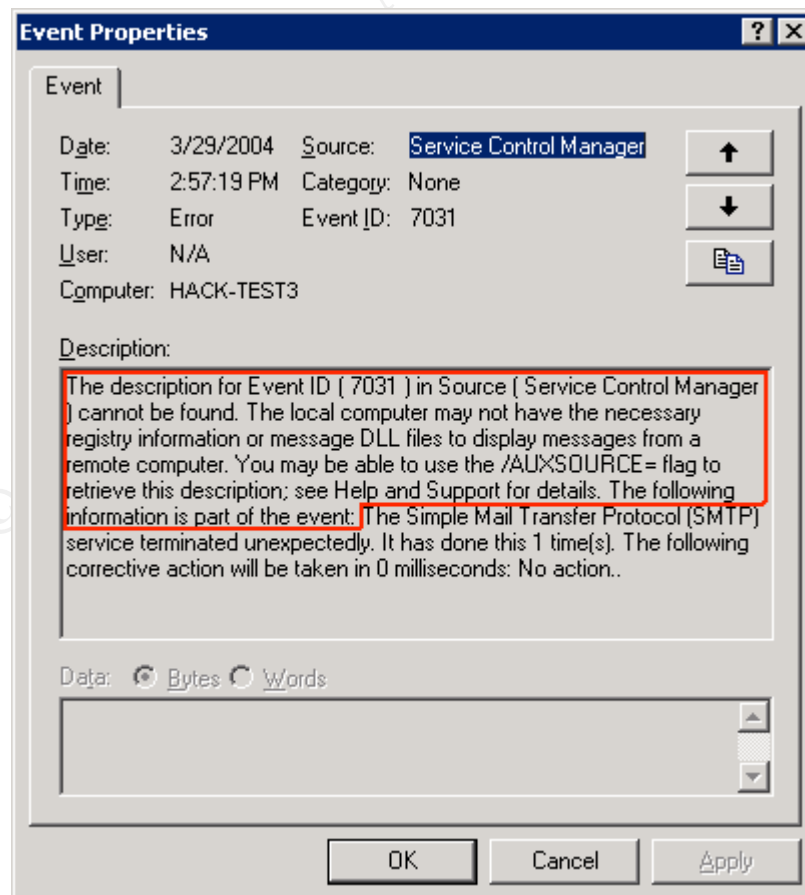 Event Properties
Event
Date: 3/29/2004 Source: Service Control Manager
Time: 2:57:19 PM Category: None
Type: Error Event ID: 7031
User: N/A
Computer: HACK-TEST3
Description:
The description for Event ID ( 7031 ) in Source ( Service Control Manager
) cannot be found. The local computer may not have the necessary
registry information or message DLL files to display messages from a
remote computer. You may be able to use the /AUXSOURCE= flag to
retrieve this description; see Help and Support for details. The following
information is part of the event: The Simple Mail Transfer Protocol (SMTP)
service terminated unexpectedly. It has done this 1 time(s). The following
corrective action will be taken in 0 milliseconds: No action..
Data: Bytes Words
OK Cancel Apply